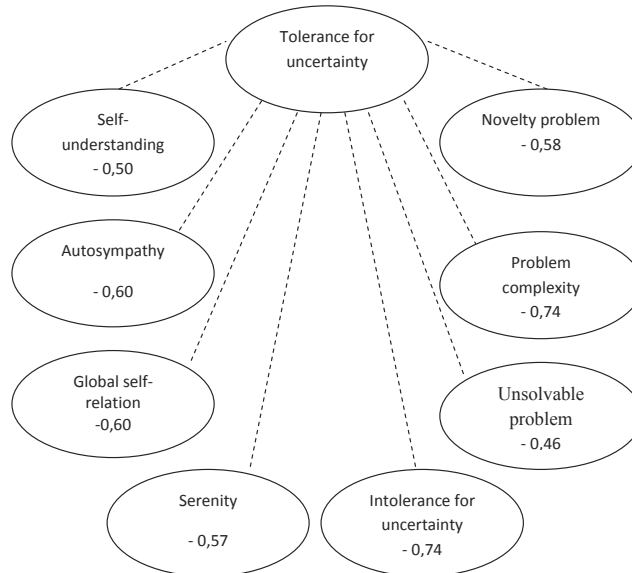 Tolerance for
uncertainty
Self-
understanding
- 0,50
Novelty problem
- 0,58
Autosympathy
- 0,60
Problem
complexity
- 0,74
Global self-
relation
-0,60
Unsolvable
problem
- 0,46
Serenity
- 0,57
Intolerance for
uncertainty
- 0,74